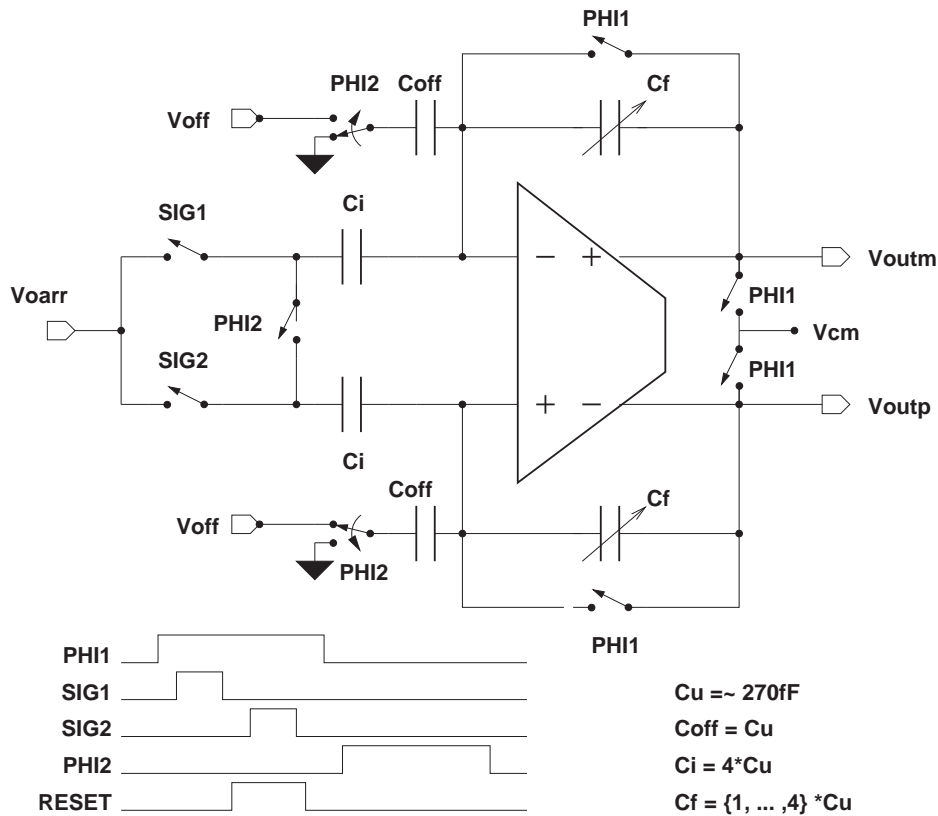 PHI1
PHI2
Coff
Cf
Voff
Ci
SIG1
Voutm
Voarr
PHI2
PHI1
Vcm
SIG2
PHI1
Voutp
Ci
Coff
Cf
Voff
PHI2
PHI1
PHI1
SIG1
SIG2
PHI2
RESET
Cu =~ 270fF
Coff = Cu
Ci = 4*Cu
Cf = {1, ... ,4} *Cu
− +
+ −